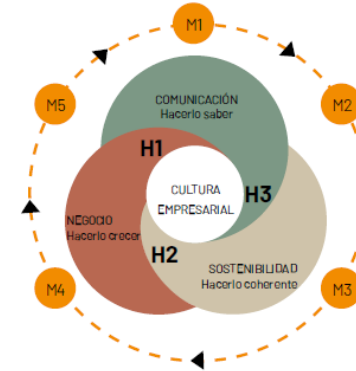 M1
M5
M2
COMUNICACIÓN
Hacerlo saber
H1
CULTURA
EMPRESARIAL
H3
NEGOCIO
Hacerlo crecer
H2
SOSTENIBILIDAD
Hacerlo coherente
M4
M3